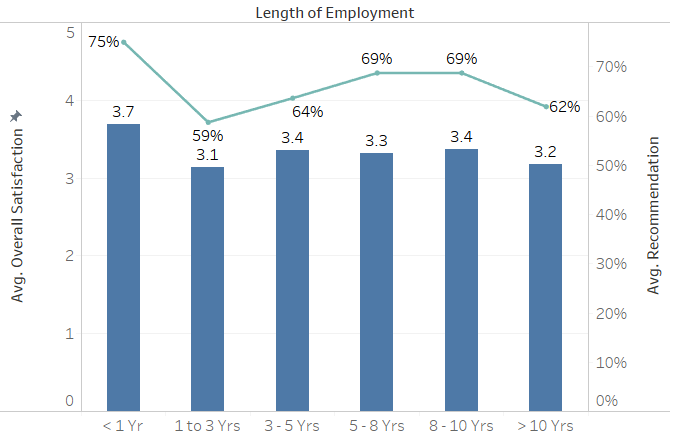 Length of Employment
5
4
3
2
1
0
Avg. Overall Satisfaction
75%
59%
64%
69%
69%
62%
3.7
3.1
3.4
3.3
3.4
3.2
70%
60%
50%
40%
30%
20%
10%
0%
Avg. Recommendation
< 1 Yr
1 to 3 Yrs
3 - 5 Yrs
5 - 8 Yrs
8 - 10 Yrs
> 10 Yrs